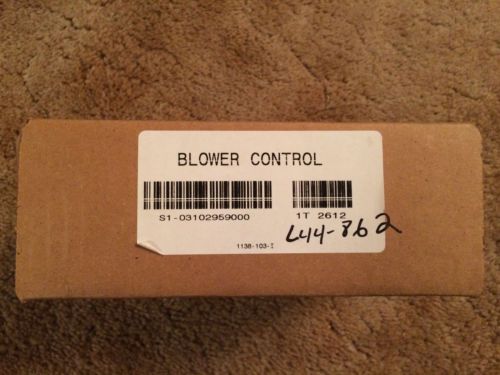 BLOWER CONTROL
S1-03102959000
1T 2612
L44-862
1138-103-I